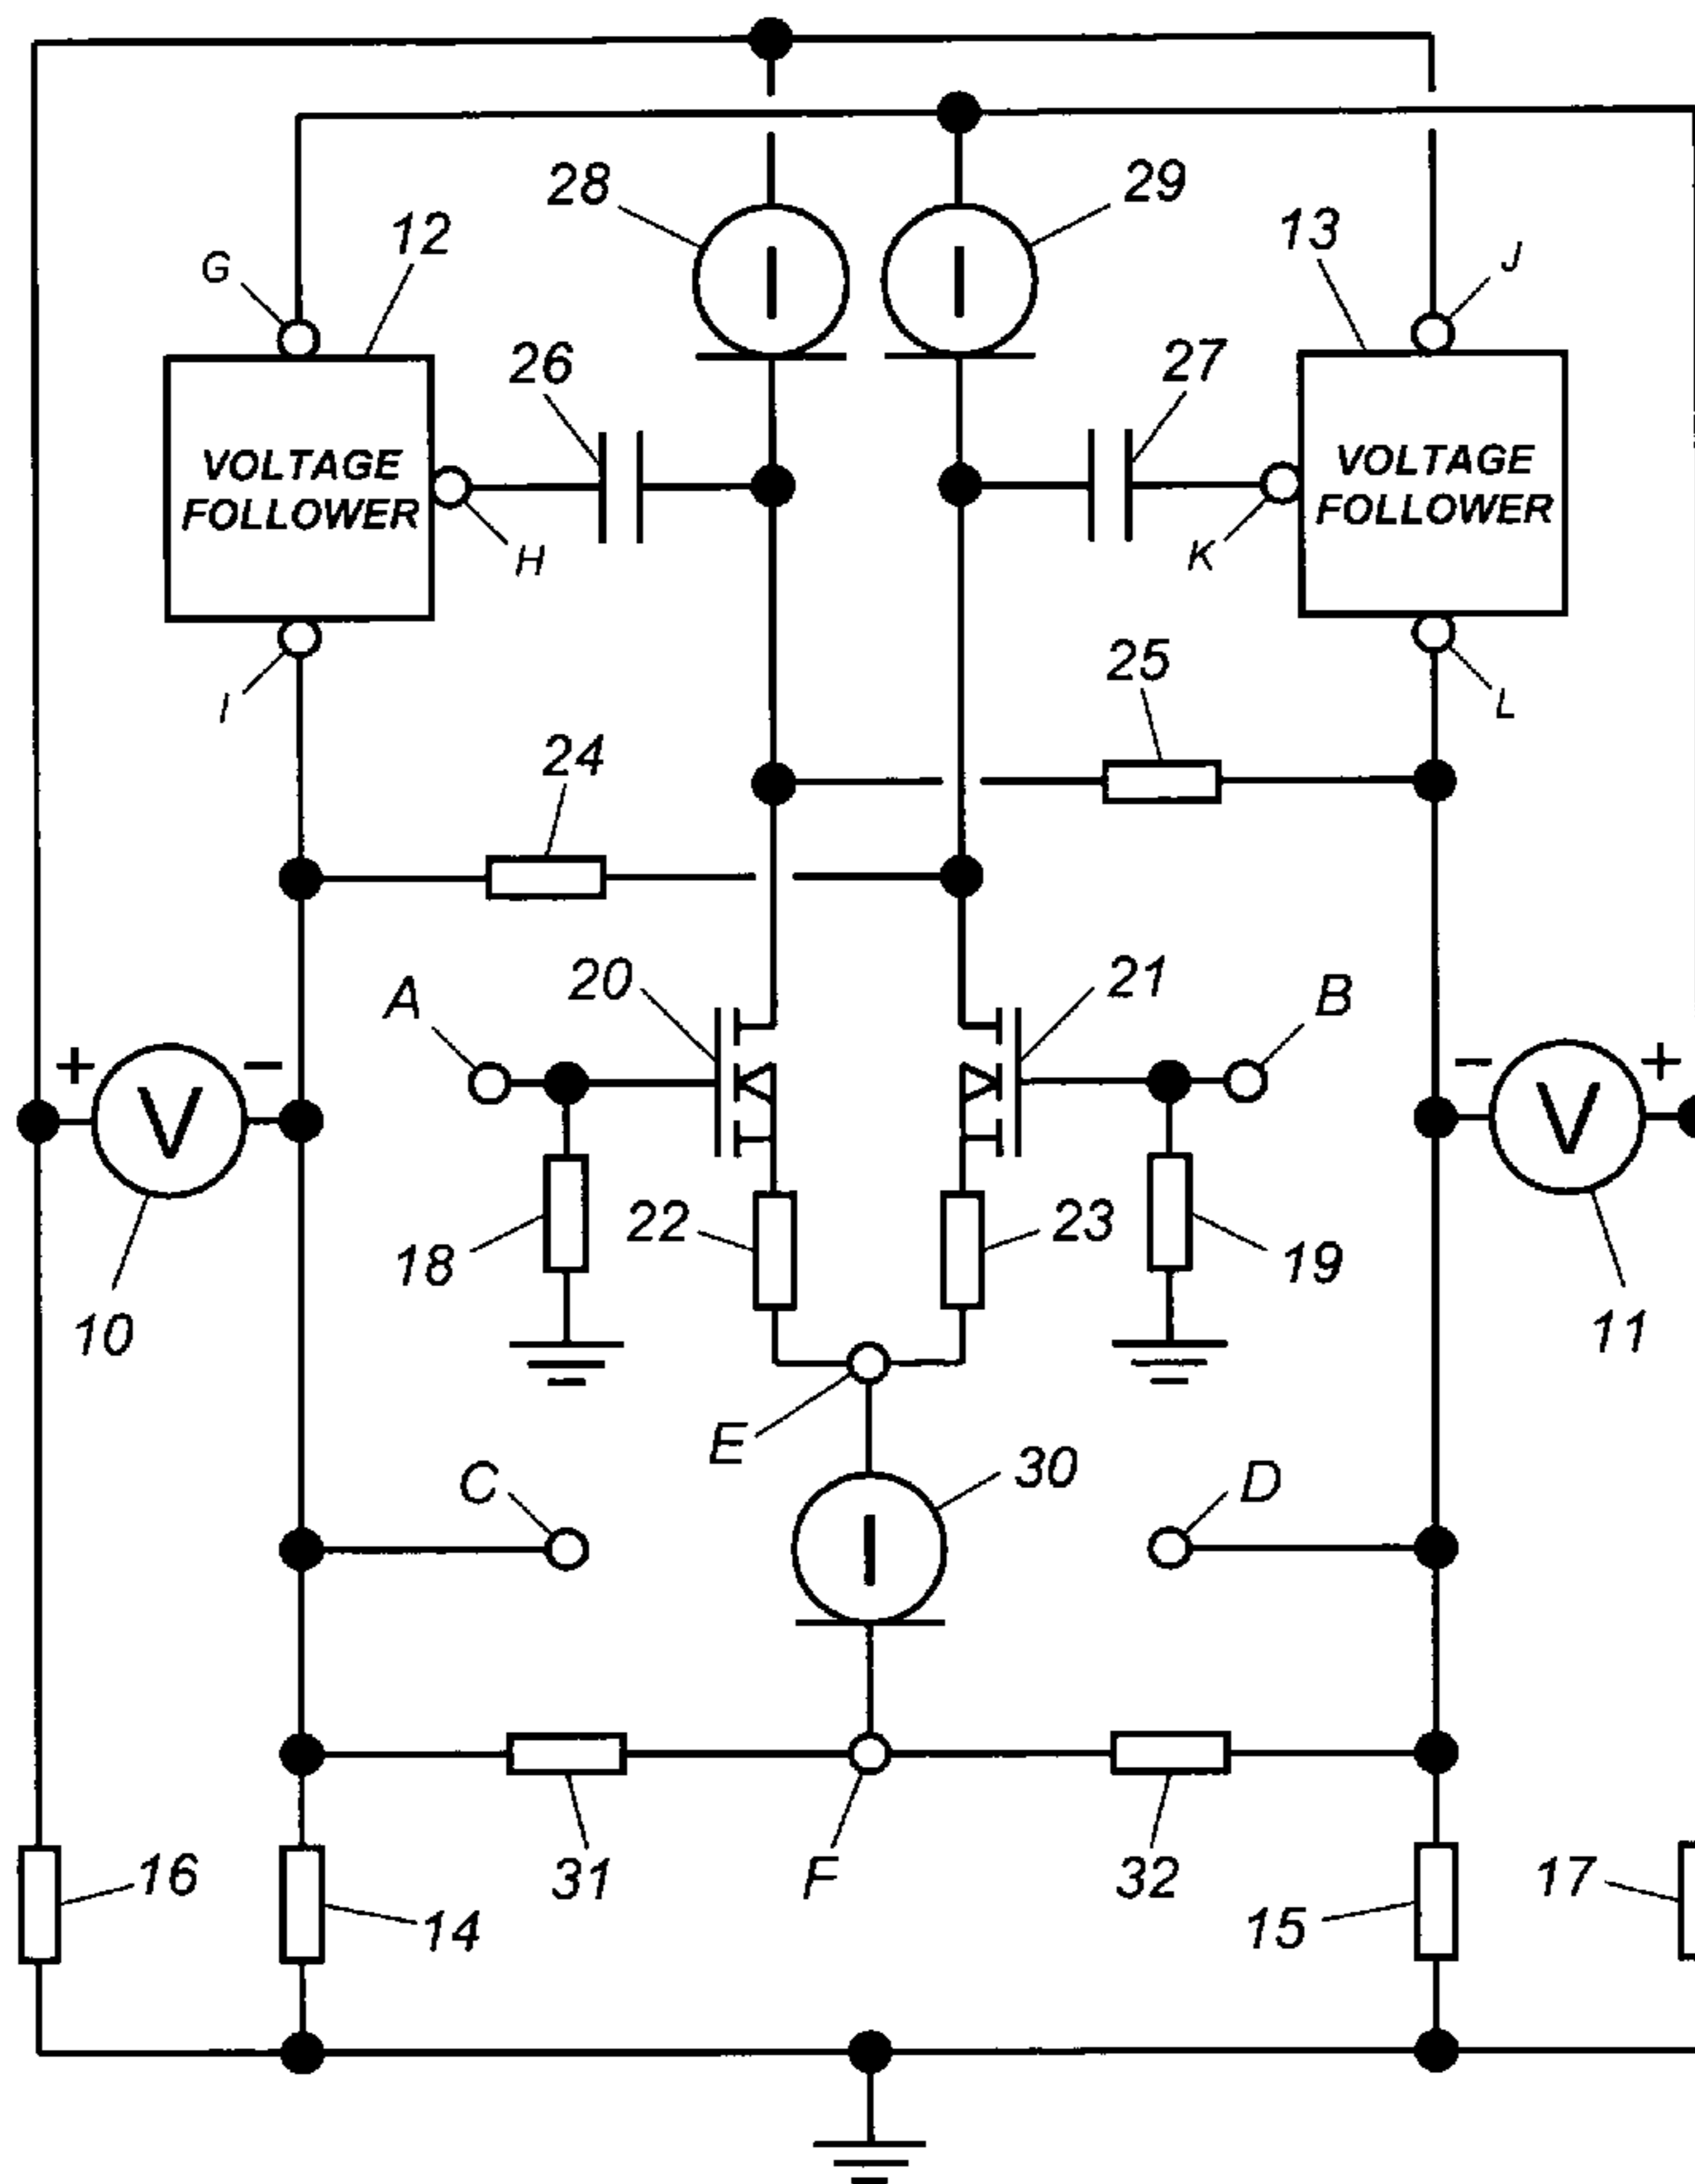 28
29
12
13
G
J
26
27
VOLTAGE
FOLLOWER
VOLTAGE
FOLLOWER
H
K
25
I
L
24
20
21
A
B
+
−
−
+
V
V
22
23
18
19
10
11
E
C
30
D
I
I
I
16
31
F
32
17
14
15